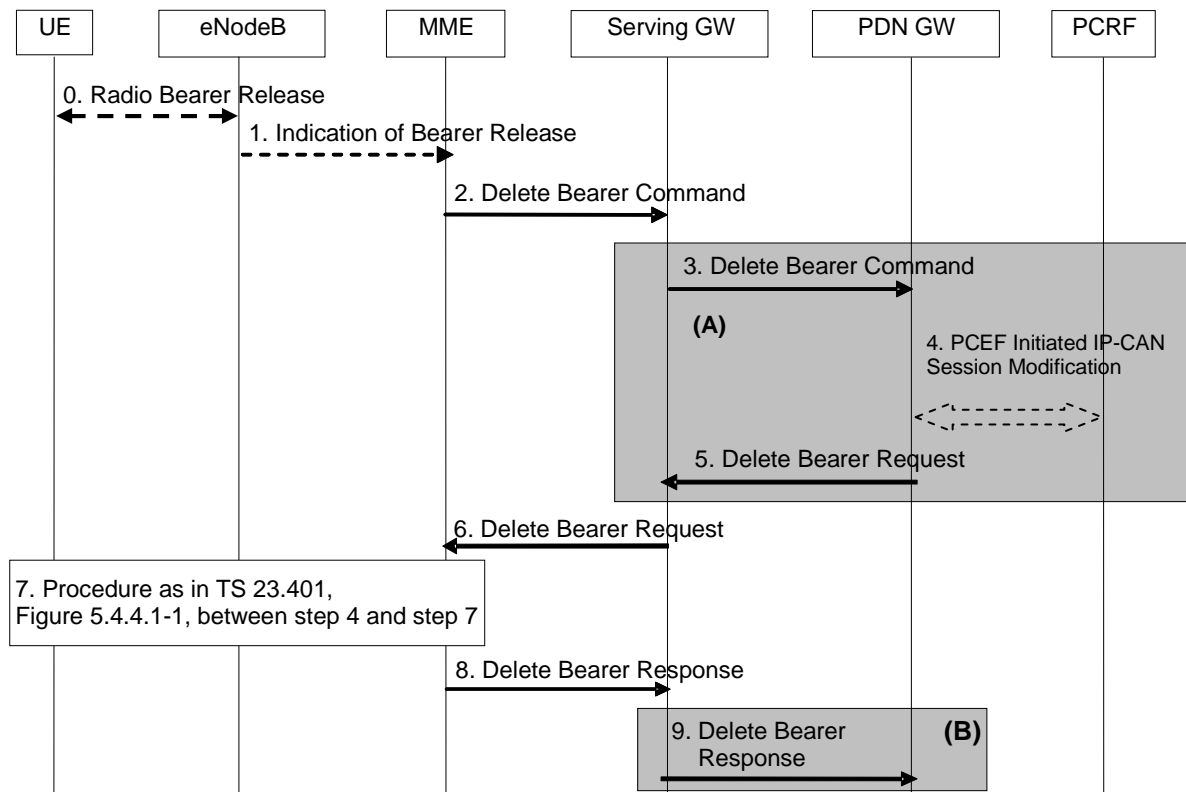 UE
eNodeB
MME
Serving GW
PDN GW
PCRF
0. Radio Bearer Release
1. Indication of Bearer Release
2. Delete Bearer Command
3. Delete Bearer Command
(A)
4. PCEF Initiated IP-CAN
Session Modification
5. Delete Bearer Request
6. Delete Bearer Request
7. Procedure as in TS 23.401,
Figure 5.4.4.1-1, between step 4 and step 7
8. Delete Bearer Response
9. Delete Bearer
Response
(B)